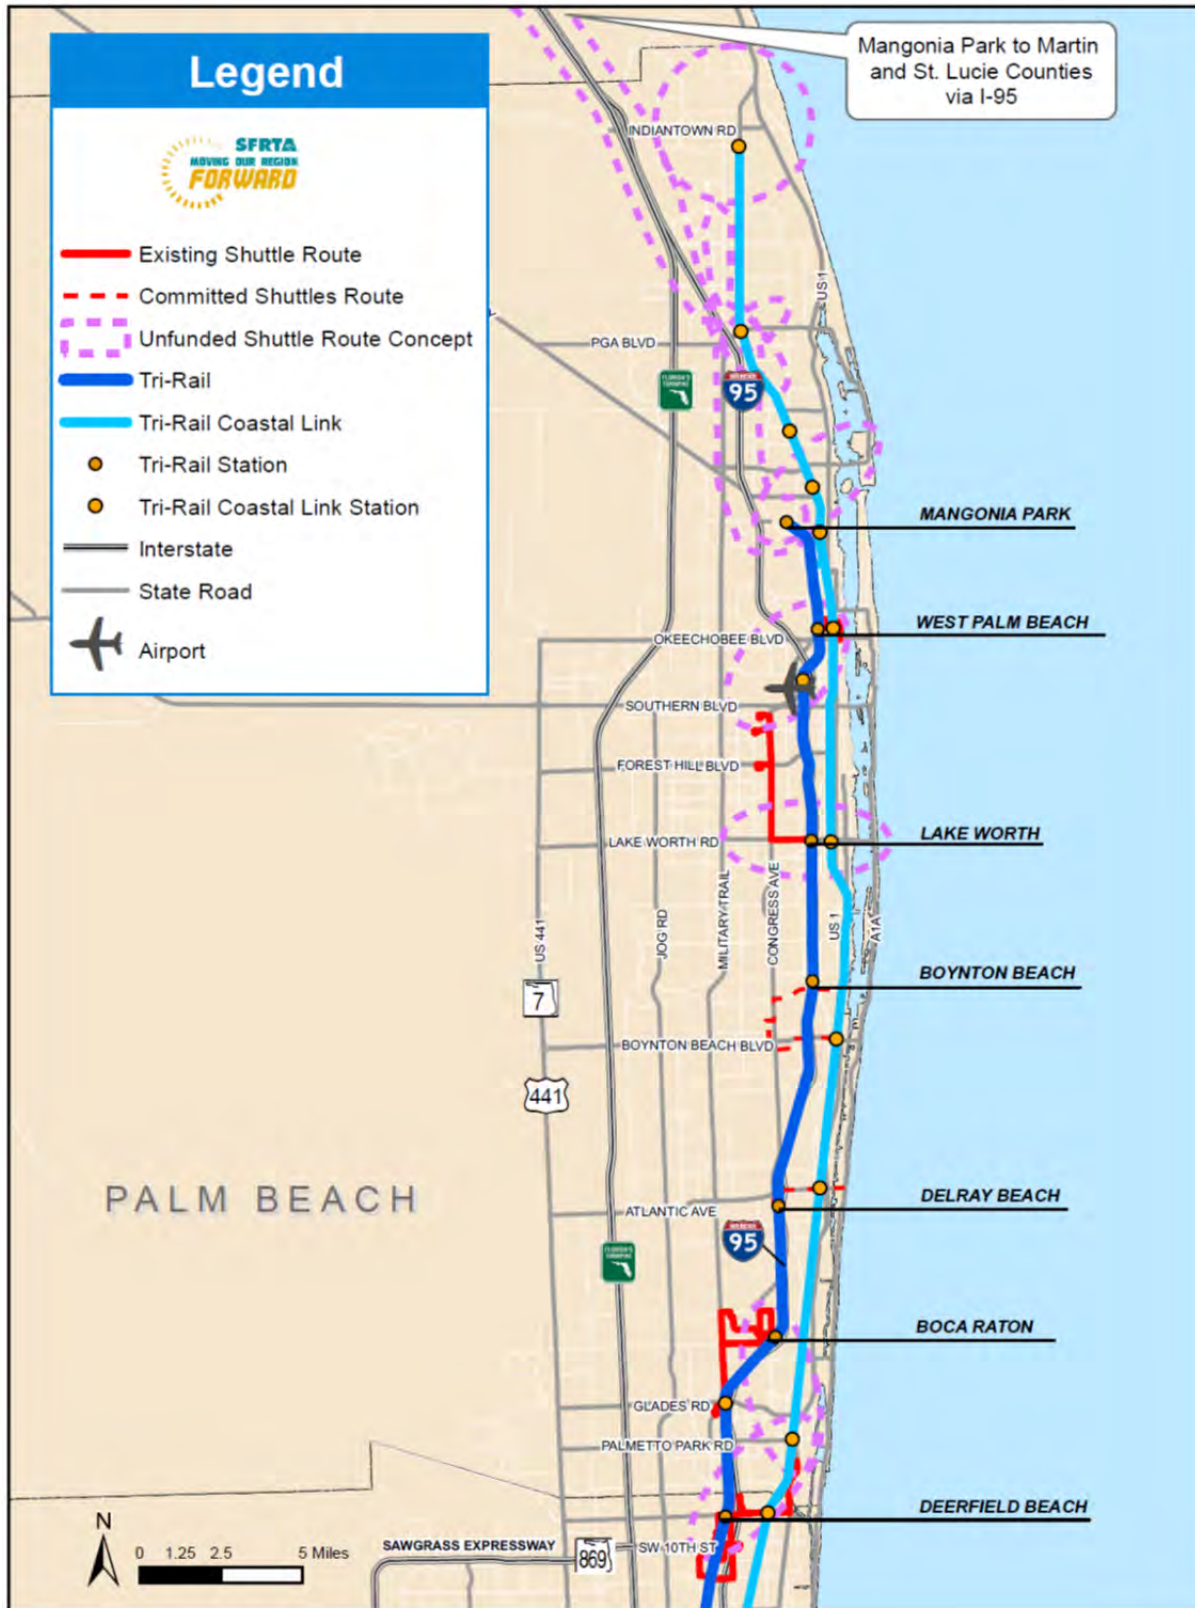 Legend
SFRTA
MOVING OUR REGION
FORWARD
Existing Shuttle Route
Committed Shuttles Route
Unfunded Shuttle Route Concept
Tri-Rail
Tri-Rail Coastal Link
Tri-Rail Station
Tri-Rail Coastal Link Station
Interstate
State Road
Airport
Mangonia Park to Martin
and St. Lucie Counties
via I-95
INDIANTOWN RD
US 1
PGA BLVD
95
MANGONIA PARK
WEST PALM BEACH
OKEECHOBEE BLVD
SOUTHERN BLVD
FOREST HILL BLVD
LAKE WORTH RD
LAKE WORTH
US 441
JOG RD
MILITARY TRAIL
CONGRESS AVE
US 1
A1A
BOYNTON BEACH
7
BOYNTON BEACH BLVD
441
PALM BEACH
DELRAY BEACH
ATLANTIC AVE
95
BOCA RATON
GLADES RD
PALMETTO PARK RD
DEERFIELD BEACH
SAWGRASS EXPRESSWAY
869
SW 10TH ST
N
0 1.25 2.5 5 Miles